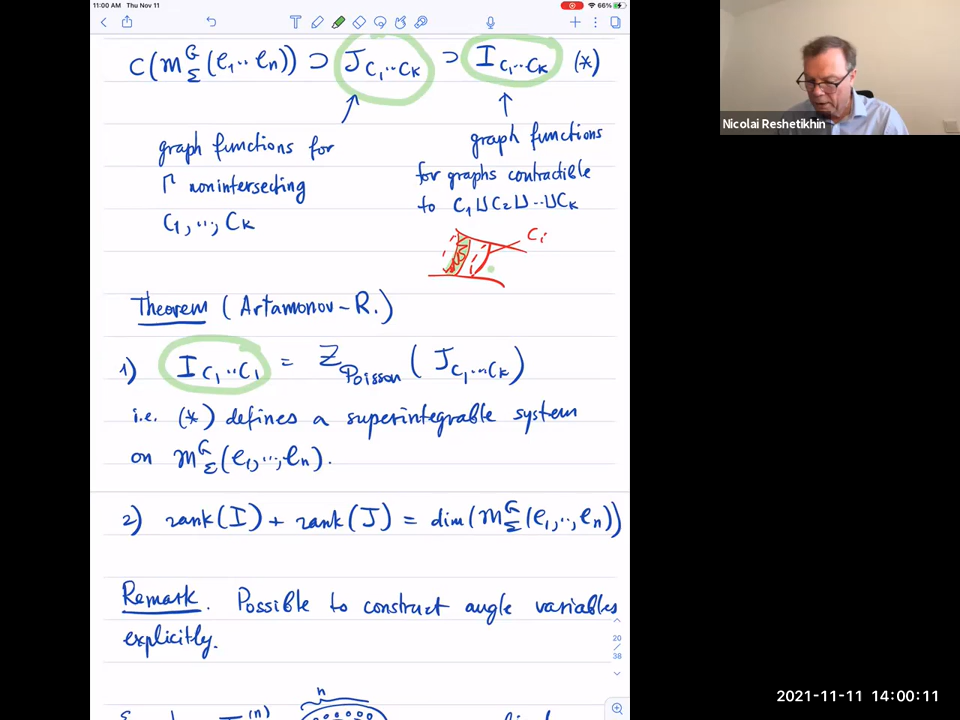 11:00 AM Thu Nov 11
66%
C(m^G_Σ(e_1..e_n)) ⊃ J_{C_1...C_K} ⊃ I_{C_1...C_K} (*)
graph functions for
Γ nonintersecting
C_1, ..., C_K
graph functions
for graphs contractible
to C_1 ⊔ C_2 ⊔ ... ⊔ C_K
C_i
Theorem (Artamonov – R.)
1) I_{C_1...C_1} = Z_{Poisson} (J_{C_1...C_K})
i.e. (*) defines a superintegrable system
on m^G_Σ(e_1, ..., e_n).
2) rank(I) + rank(J) = dim(m^G_Σ(e_1, .., e_n))
Remark. Possible to construct angle variables
explicitly.
n
20
/
38
Nicolai Reshetikhin
2021-11-11 14:00:11